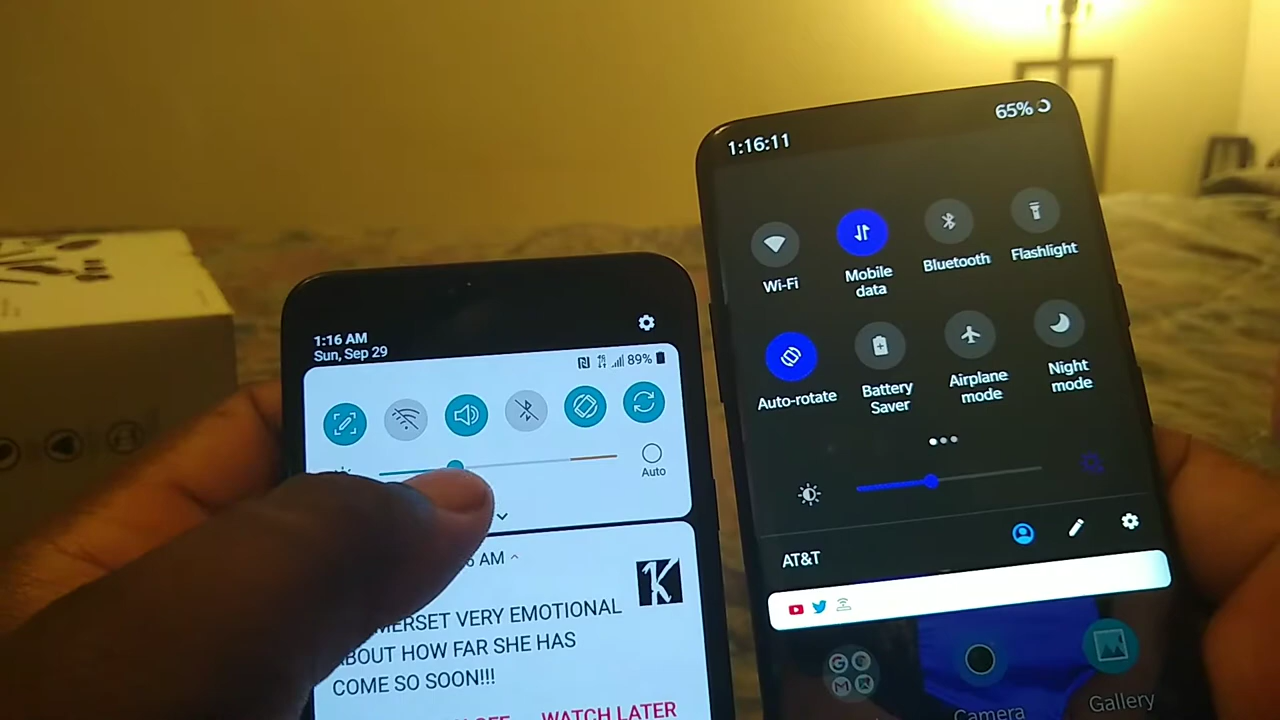 1:16 AM
Sun, Sep 29
89%
Auto
AM
EMERSET VERY EMOTIONAL
ABOUT HOW FAR SHE HAS
COME SO SOON!!!
WATCH LATER
K
1:16:11
65%
Wi-Fi
Mobile data
Bluetooth
Flashlight
Auto-rotate
Battery Saver
Airplane mode
Night mode
AT&T
Camera
Gallery